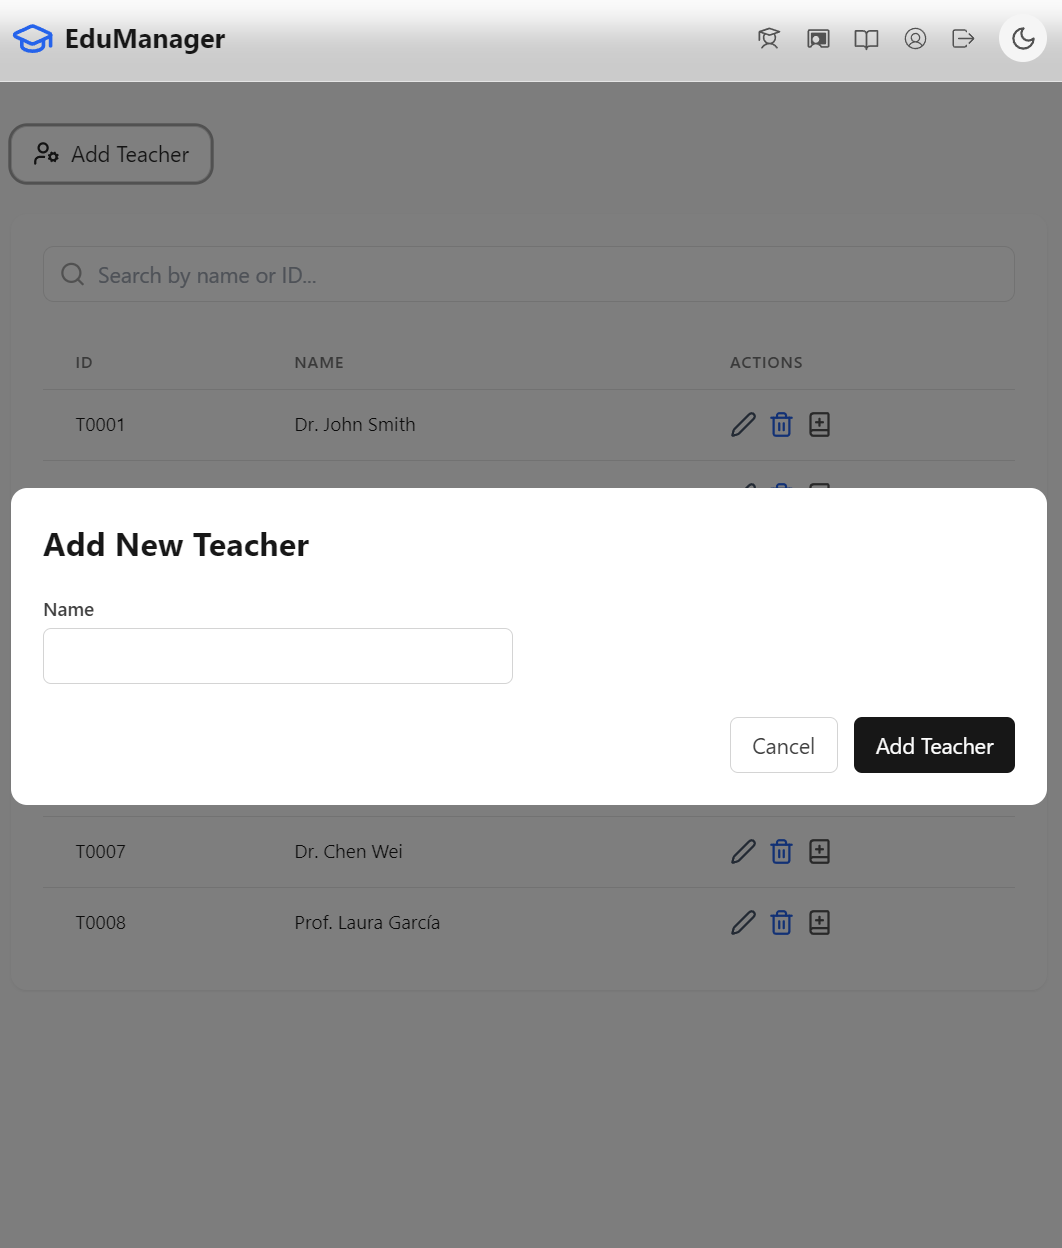 EduManager
Add Teacher
Search by name or ID...
ID NAME ACTIONS
T0001 Dr. John Smith
Add New Teacher
Name
Cancel Add Teacher
T0007 Dr. Chen Wei
T0008 Prof. Laura García